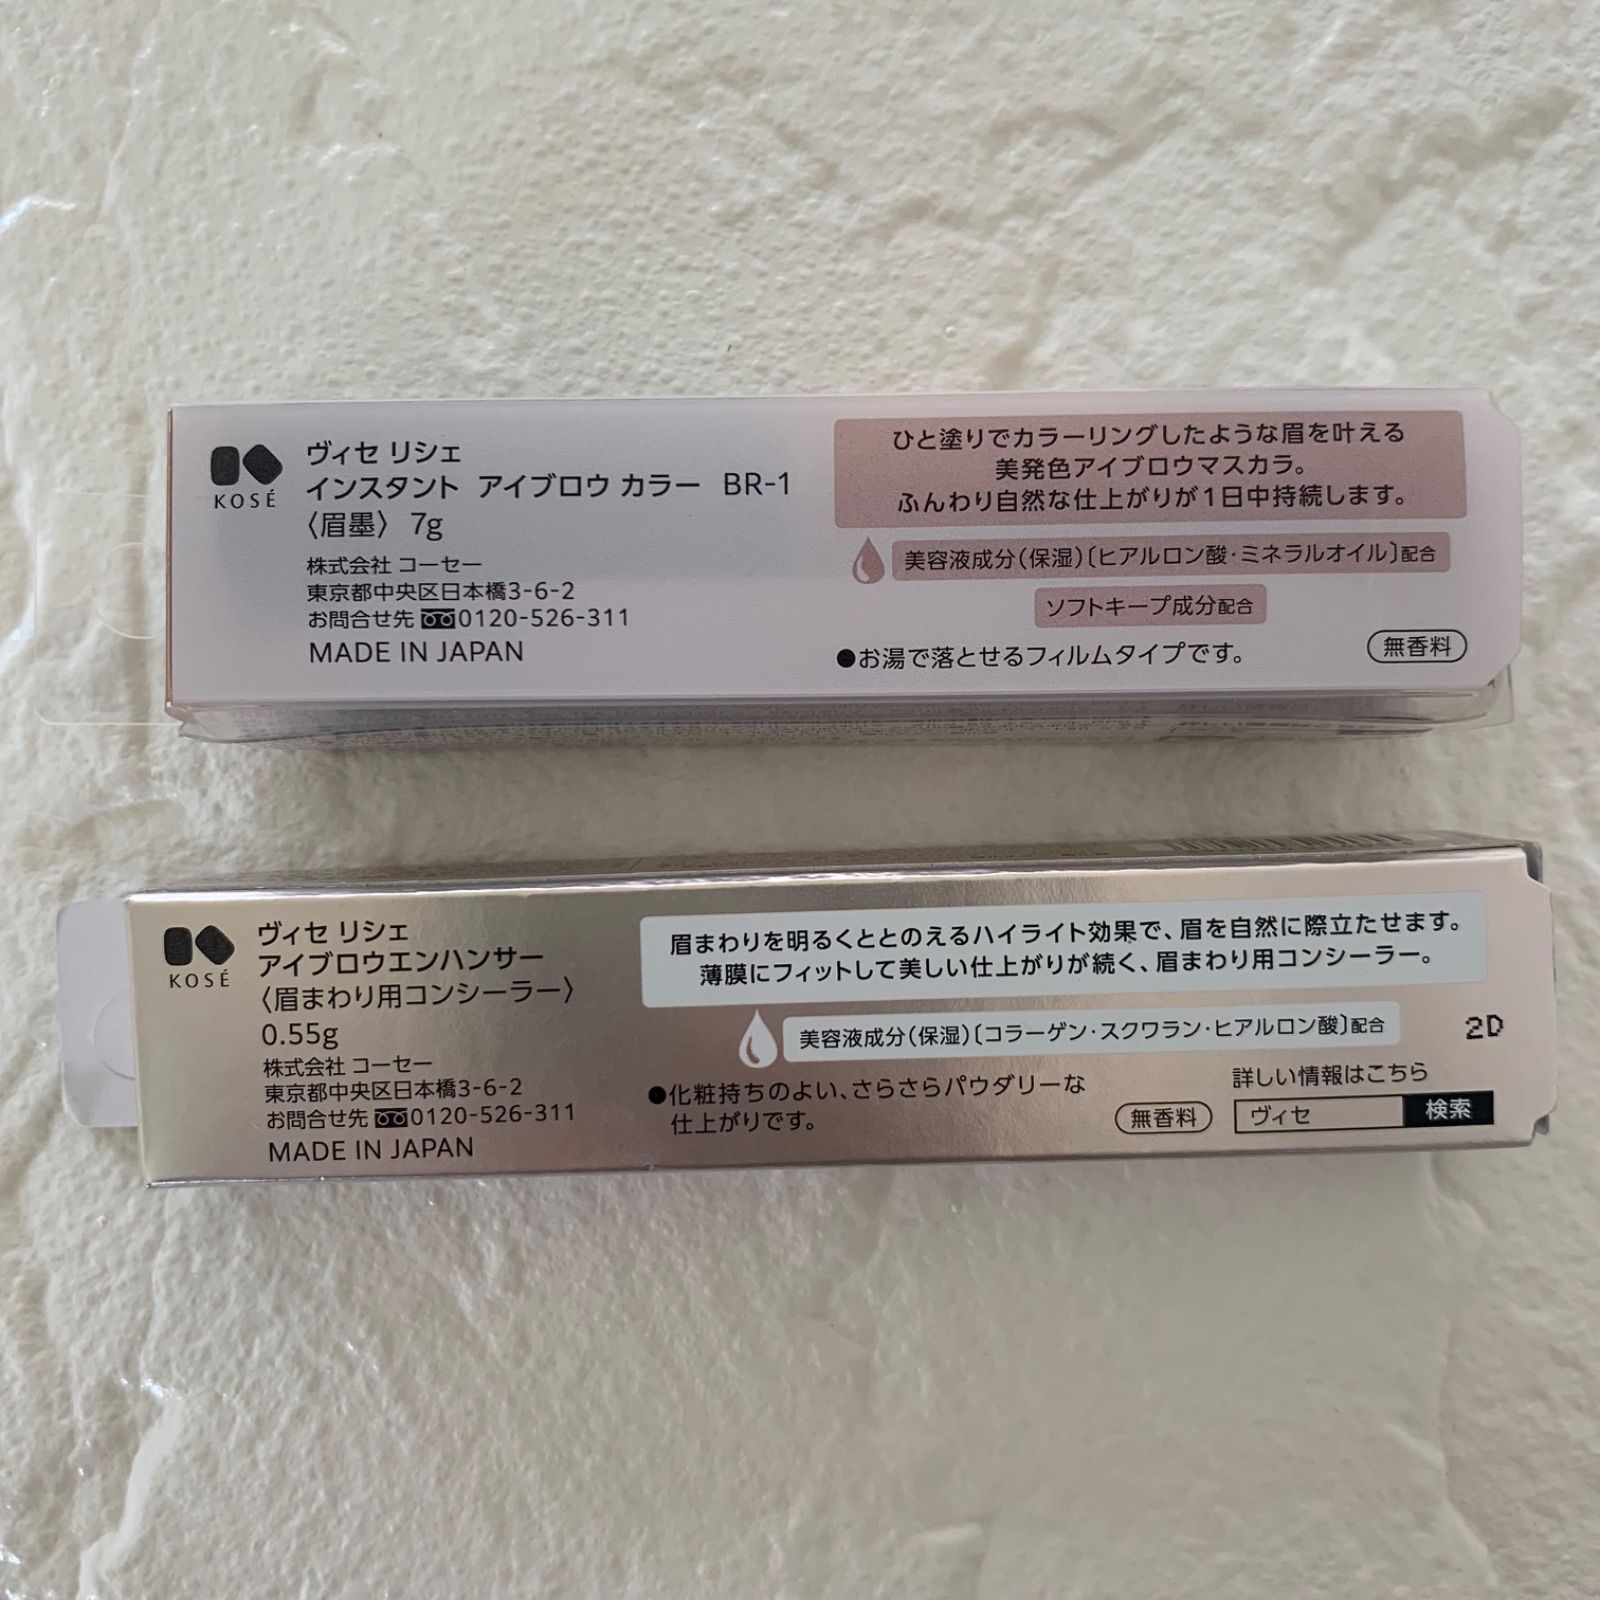 KOSÉ
ヴィセ リシェ
インスタント アイブロウ カラー BR-1
〈眉墨〉 7g
株式会社 コーセー
東京都中央区日本橋3-6-2
お問合せ先 0120-526-311
MADE IN JAPAN
ひと塗りでカラーリングしたような眉を叶える
美発色アイブロウマスカラ。
ふんわり自然な仕上がりが1日中持続します。
美容液成分(保湿)〔ヒアルロン酸・ミネラルオイル〕配合
ソフトキープ成分配合
●お湯で落とせるフィルムタイプです。
無香料
KOSÉ
ヴィセ リシェ
アイブロウエンハンサー
〈眉まわり用コンシーラー〉
0.55g
株式会社 コーセー
東京都中央区日本橋3-6-2
お問合せ先 0120-526-311
MADE IN JAPAN
眉まわりを明るくととのえるハイライト効果で、眉を自然に際立たせます。
薄膜にフィットして美しい仕上がりが続く、眉まわり用コンシーラー。
美容液成分(保湿)〔コラーゲン・スクワラン・ヒアルロン酸〕配合
●化粧持ちのよい、さらさらパウダリーな
仕上がりです。
無香料
2D
詳しい情報はこちら
ヴィセ 検索